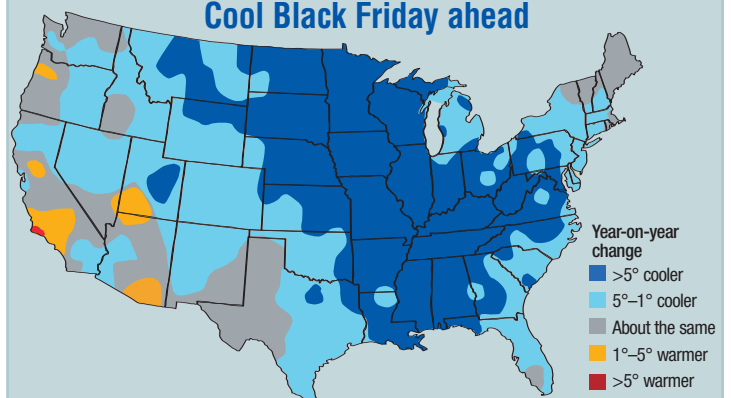 Cool Black Friday ahead
Year-on-year
change
>5° cooler
5°–1° cooler
About the same
1°–5° warmer
>5° warmer